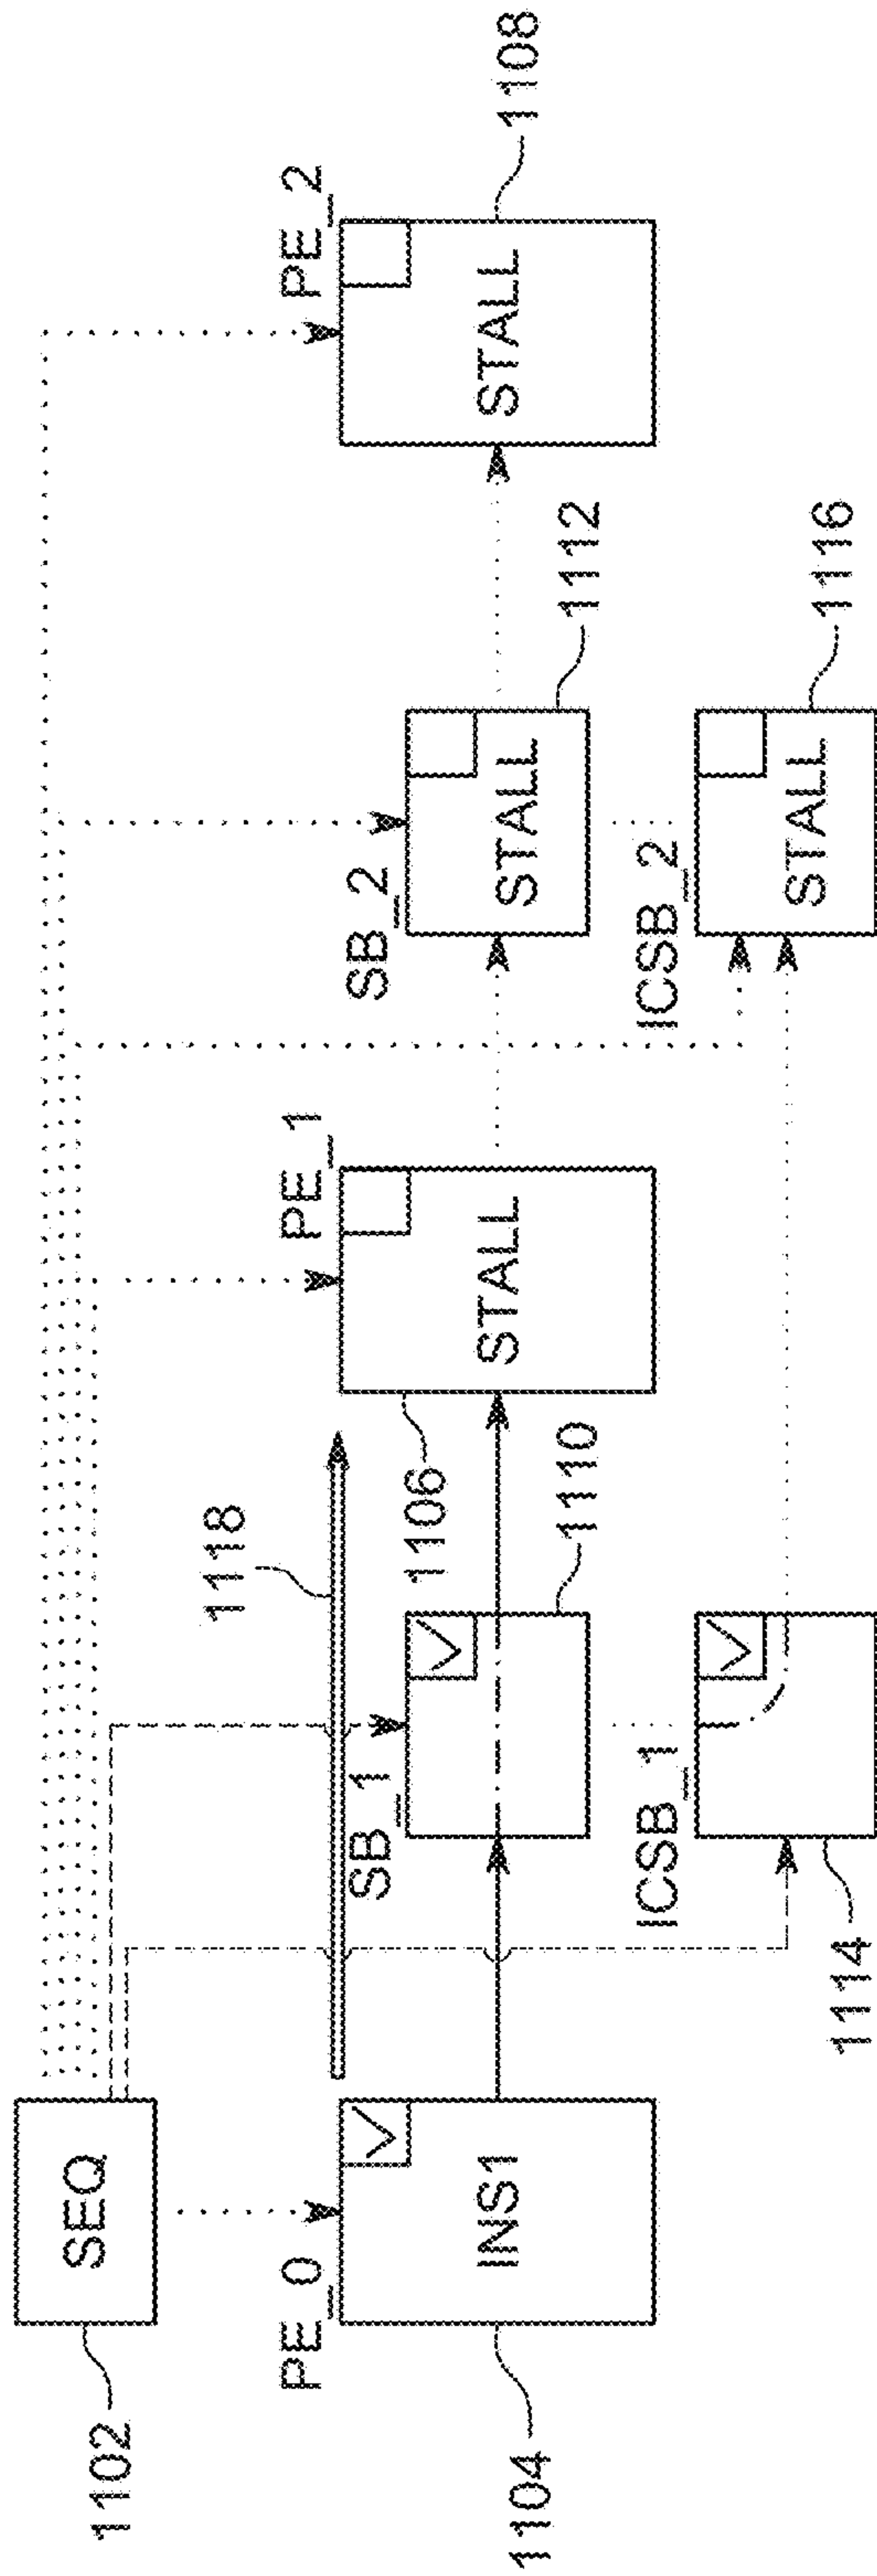 1102
SEQ
1118
PE_0
PE_1
PE_2
V
INS1
1104
SB_1
V
1110
1106
STALL
SB_2
STALL
1112
STALL
1108
ICSB_1
V
1114
ICSB_2
STALL
1116